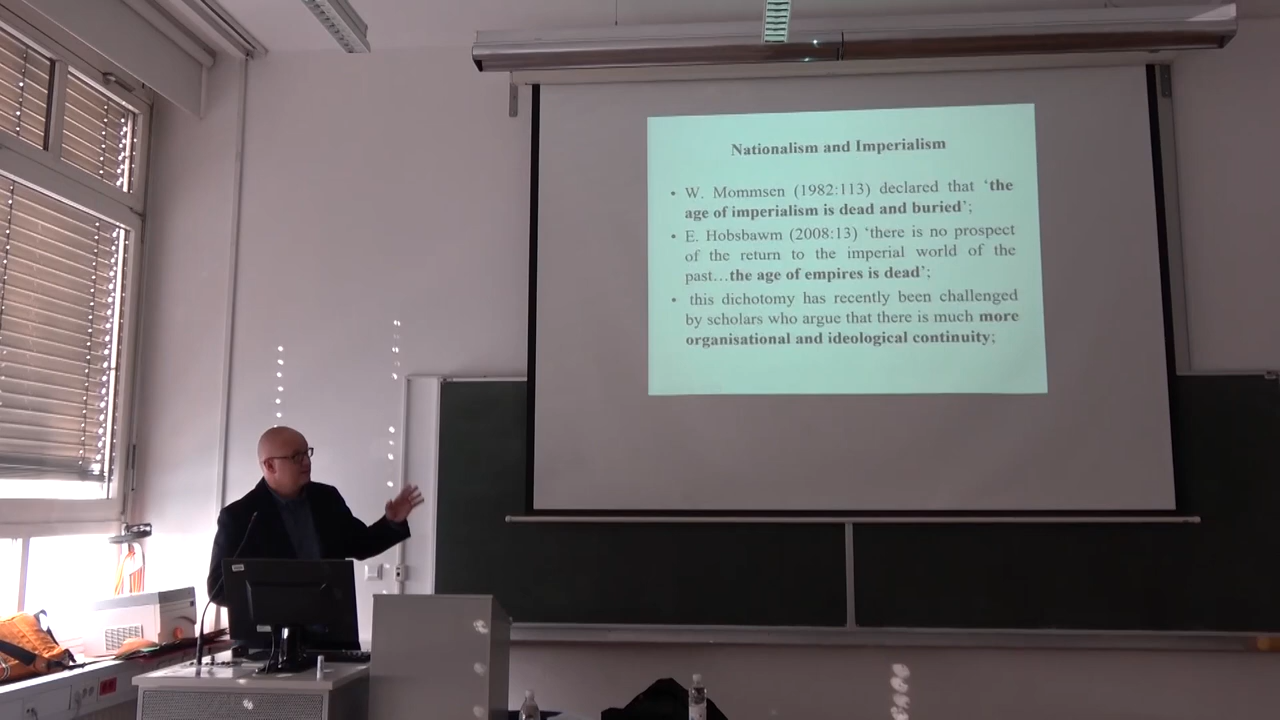 Nationalism and Imperialism
• W. Mommsen (1982:113) declared that ‘the
age of imperialism is dead and buried’;
• E. Hobsbawm (2008:13) ‘there is no prospect
of the return to the imperial world of the
past…the age of empires is dead’;
• this dichotomy has recently been challenged
by scholars who argue that there is much more
organisational and ideological continuity;